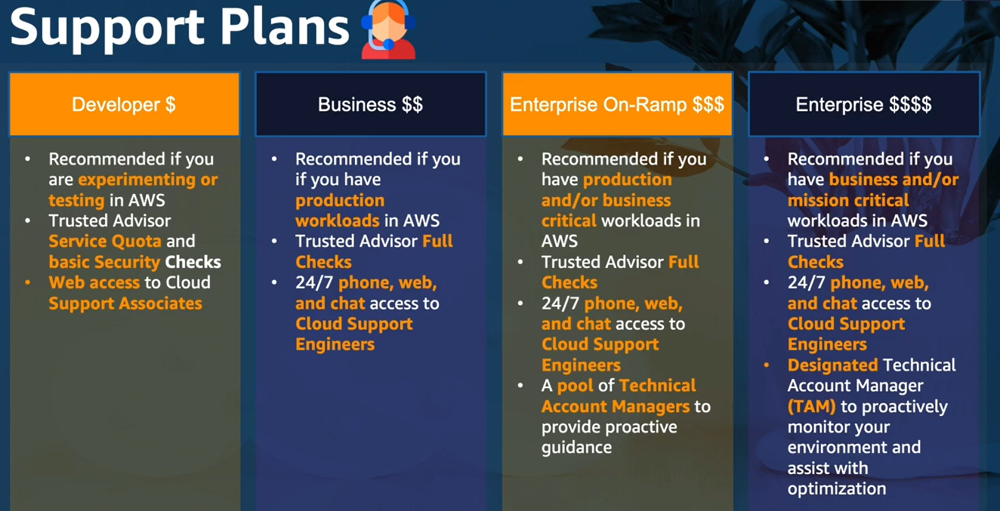 Support Plans
Developer $
Recommended if you
are experimenting or
testing in AWS
Trusted Advisor
Service Quota and
basic Security Checks
Web access to Cloud
Support Associates
Business $$
Recommended if you
if you have
production
workloads in AWS
Trusted Advisor Full
Checks
24/7 phone, web,
and chat access to
Cloud Support
Engineers
Enterprise On-Ramp $$$
Recommended if you
have production
and/or business
critical workloads in
AWS
Trusted Advisor Full
Checks
24/7 phone, web,
and chat access to
Cloud Support
Engineers
A pool of Technical
Account Managers to
provide proactive
guidance
Enterprise $$$$
Recommended if you
have business and/or
mission critical
workloads in AWS
Trusted Advisor Full
Checks
24/7 phone, web,
and chat access to
Cloud Support
Engineers
Designated Technical
Account Manager
(TAM) to proactively
monitor your
environment and
assist with
optimization